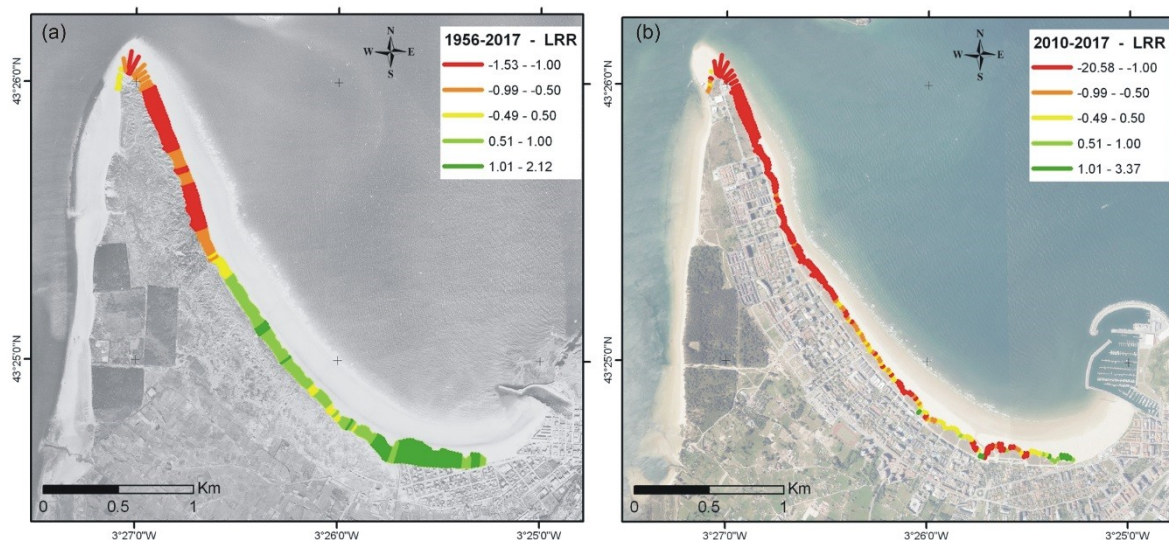 (a)
1956-2017 - LRR
-1.53 - -1.00
-0.99 - -0.50
-0.49 - 0.50
0.51 - 1.00
1.01 - 2.12
N
W E
S
43°26'0"N
43°25'0"N
Km
0 0.5 1
3°27'0"W 3°26'0"W 3°25'0"W
(b)
2010-2017 - LRR
-20.58 - -1.00
-0.99 - -0.50
-0.49 - 0.50
0.51 - 1.00
1.01 - 3.37
N
W E
S
43°26'0"N
43°25'0"N
Km
0 0.5 1
3°27'0"W 3°26'0"W 3°25'0"W